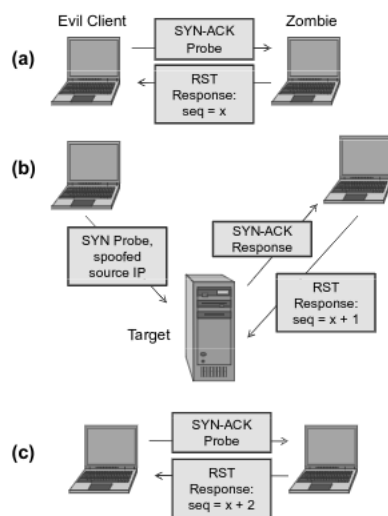 Evil Client
Zombie
(a)
SYN-ACK
Probe
RST
Response:
seq = x
(b)
SYN Probe,
spoofed
source IP
SYN-ACK
Response
Target
RST
Response:
seq = x + 1
(c)
SYN-ACK
Probe
RST
Response:
seq = x + 2